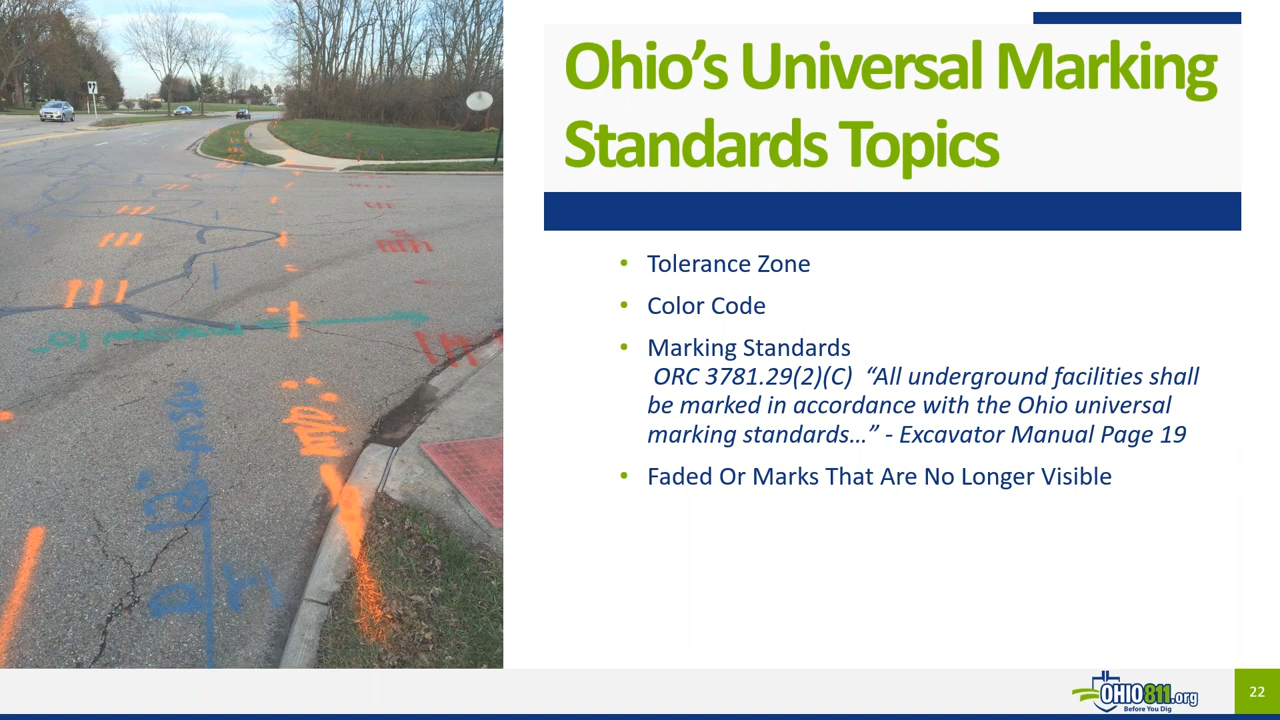 Ohio's Universal Marking
Standards Topics
• Tolerance Zone
• Color Code
• Marking Standards
ORC 3781.29(2)(C) “All underground facilities shall
be marked in accordance with the Ohio universal
marking standards…” - Excavator Manual Page 19
• Faded Or Marks That Are No Longer Visible
OHIO811.org
Before You Dig
22